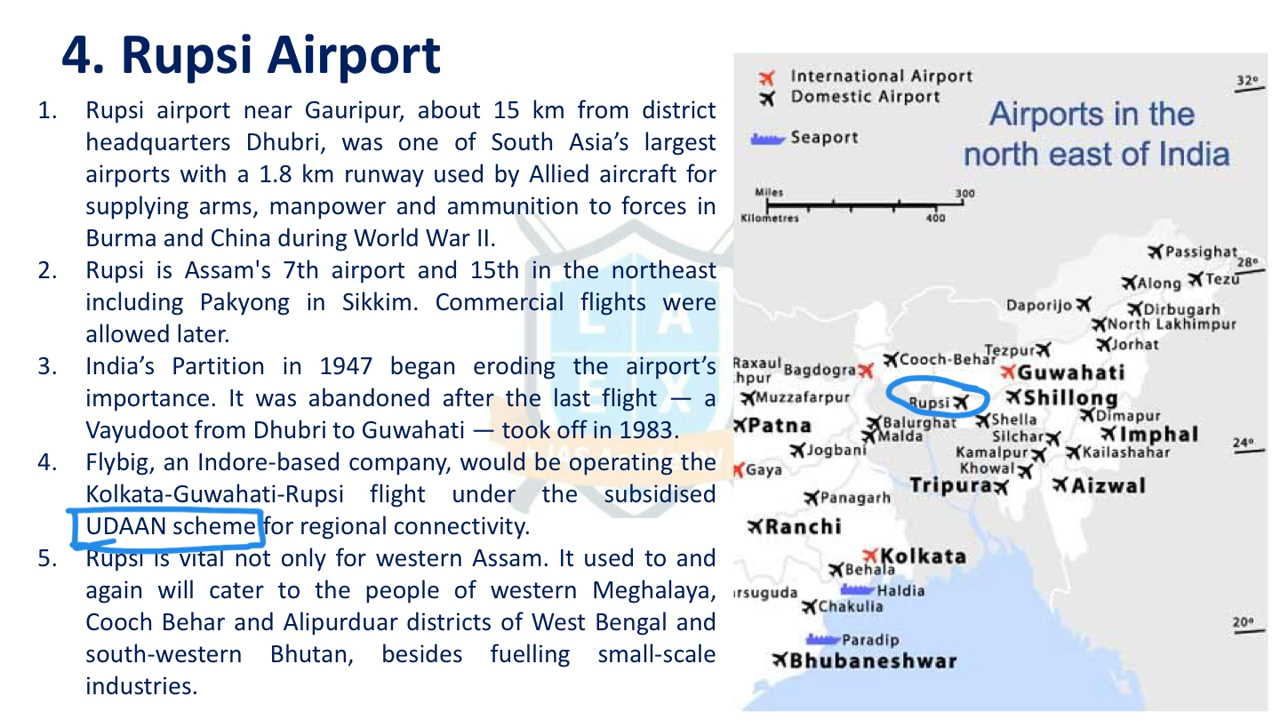 4. Rupsi Airport
1. Rupsi airport near Gauripur, about 15 km from district
headquarters Dhubri, was one of South Asia’s largest
airports with a 1.8 km runway used by Allied aircraft for
supplying arms, manpower and ammunition to forces in
Burma and China during World War II.
2. Rupsi is Assam's 7th airport and 15th in the northeast
including Pakyong in Sikkim. Commercial flights were
allowed later.
3. India’s Partition in 1947 began eroding the airport’s
importance. It was abandoned after the last flight — a
Vayudoot from Dhubri to Guwahati — took off in 1983.
4. Flybig, an Indore-based company, would be operating the
Kolkata-Guwahati-Rupsi flight under the subsidised
UDAAN scheme for regional connectivity.
5. Rupsi is vital not only for western Assam. It used to and
again will cater to the people of western Meghalaya,
Cooch Behar and Alipurduar districts of West Bengal and
south-western Bhutan, besides fuelling small-scale
industries.
International Airport
Domestic Airport
Seaport
Airports in the
north east of India
32º
Miles 300
Kilometres 400
Passighat
28º
Along Tezu
Daporijo Dirbugarh
North Lakhimpur
Jorhat
Tezpur
Cooch-Behar
Raxaul Bagdogra
hpur
Guwahati
Muzzafarpur
Rupsi
Shillong
Dimapur
Patna
Balurghat
Shella
Malda
Silchar
Imphal
24º
Jogbani
Kamalpur
Kailashahar
Gaya
Khowal
Tripura
Aizwal
Panagarh
Ranchi
Kolkata
Behala
rsuguda
Haldia
Chakulia
20º
Paradip
Bhubaneshwar
L A
E X